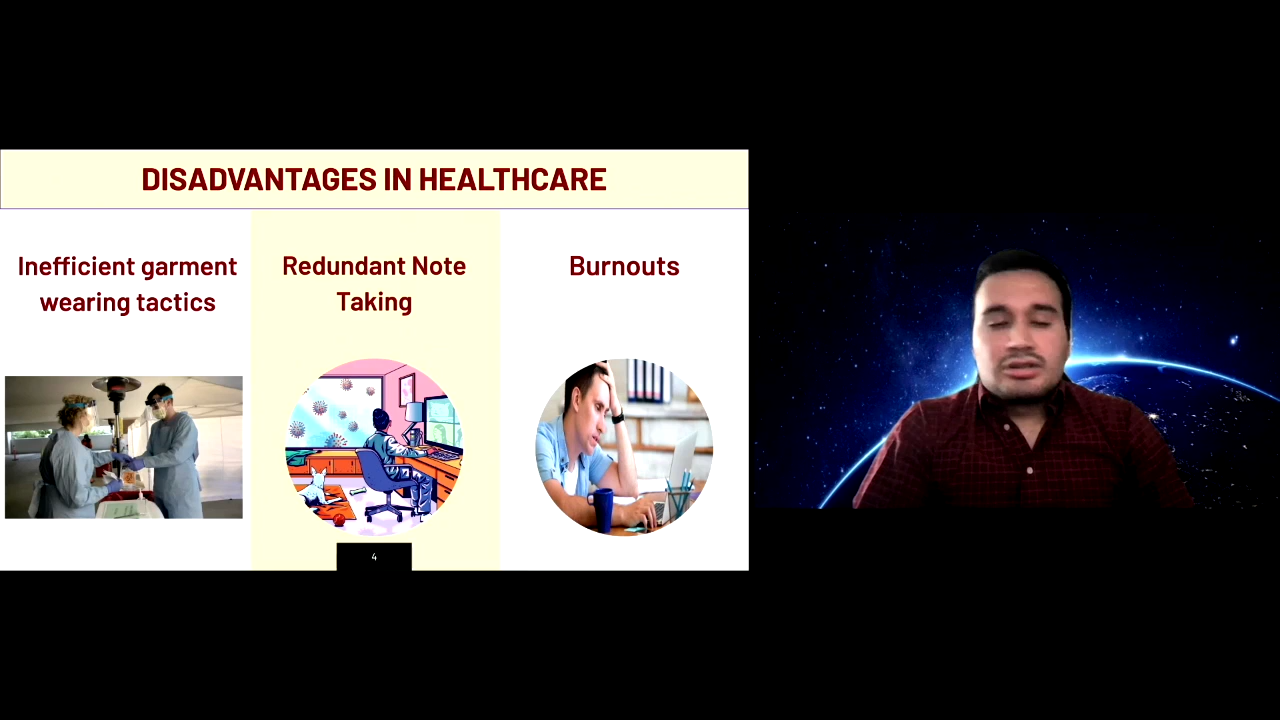 DISADVANTAGES IN HEALTHCARE
Inefficient garment
wearing tactics
Redundant Note
Taking
Burnouts
4